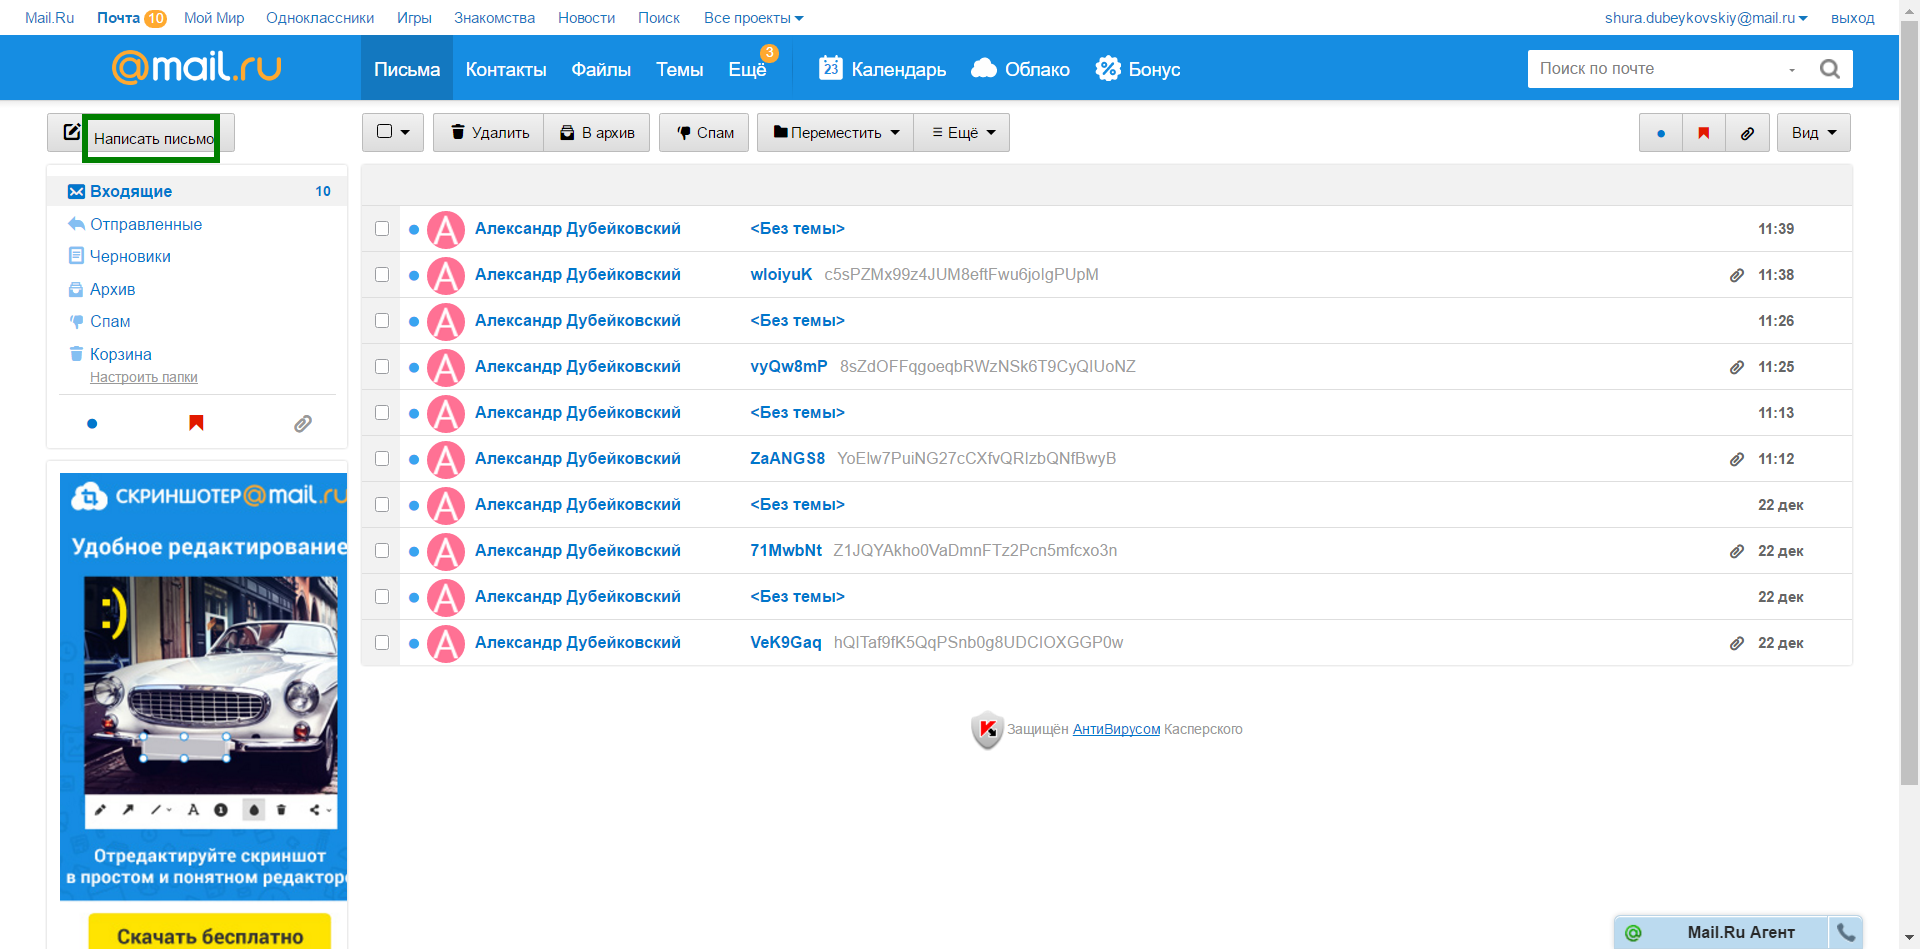 Mail.Ru Почта 10 Мой Мир Одноклассники Игры Знакомства Новости Поиск Все проекты shura.dubeykovskiy@mail.ru выход
@mail.ru Письма Контакты Файлы Темы Ещё 3 23 Календарь Облако Бонус Поиск по почте
Написать письмо Удалить В архив Спам Переместить Ещё Вид
Входящие 10
Отправленные
Черновики
Архив
Спам
Корзина
Настроить папки
СКРИНШОТЕР@mail.ru
Удобное редактирование
:)
A 1
Отредактируйте скриншот
в простом и понятном редакторе
Скачать бесплатно
А Александр Дубейковский <Без темы> 11:39
А Александр Дубейковский wloiyuK c5sPZMx99z4JUM8eftFwu6jolgPUpM 11:38
А Александр Дубейковский <Без темы> 11:26
А Александр Дубейковский vyQw8mP 8sZdOFFqgoeqbRWzNSk6T9CyQIUoNZ 11:25
А Александр Дубейковский <Без темы> 11:13
А Александр Дубейковский ZaANGS8 YoElw7PuiNG27cCXfvQRlzbQNfBwyB 11:12
А Александр Дубейковский <Без темы> 22 дек
А Александр Дубейковский 71MwbNt Z1JQYAkho0VaDmnFTz2Pcn5mfcxo3n 22 дек
А Александр Дубейковский <Без темы> 22 дек
А Александр Дубейковский VeK9Gaq hQITaf9fK5QqPSnb0g8UDCIOXGGP0w 22 дек
Защищён АнтиВирусом Касперского
@ Mail.Ru Агент